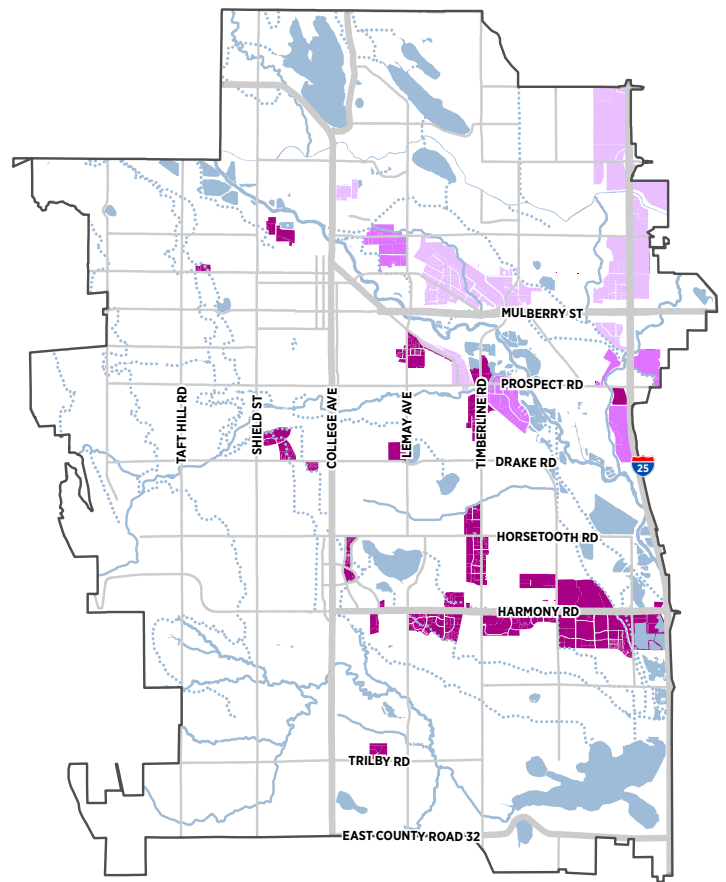 MULBERRY ST
PROSPECT RD
TAFT HILL RD
SHIELD ST
COLLEGE AVE
LEMAY AVE
TIMBERLINE RD
DRAKE RD
25
HORSETOOTH RD
HARMONY RD
TRILBY RD
EAST COUNTY ROAD 32